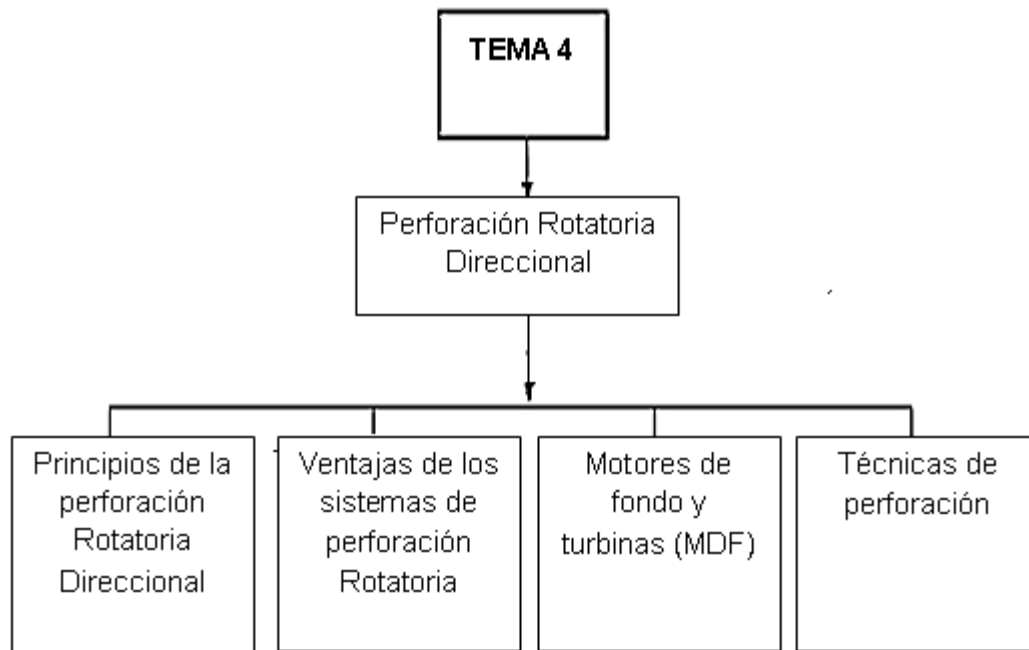 TEMA 4
Perforación Rotatoria
Direccional
Principios de la
perforación
Rotatoria
Direccional
Ventajas de los
sistemas de
perforación
Rotatoria
Motores de
fondo y
turbinas (MDF)
Técnicas de
perforación